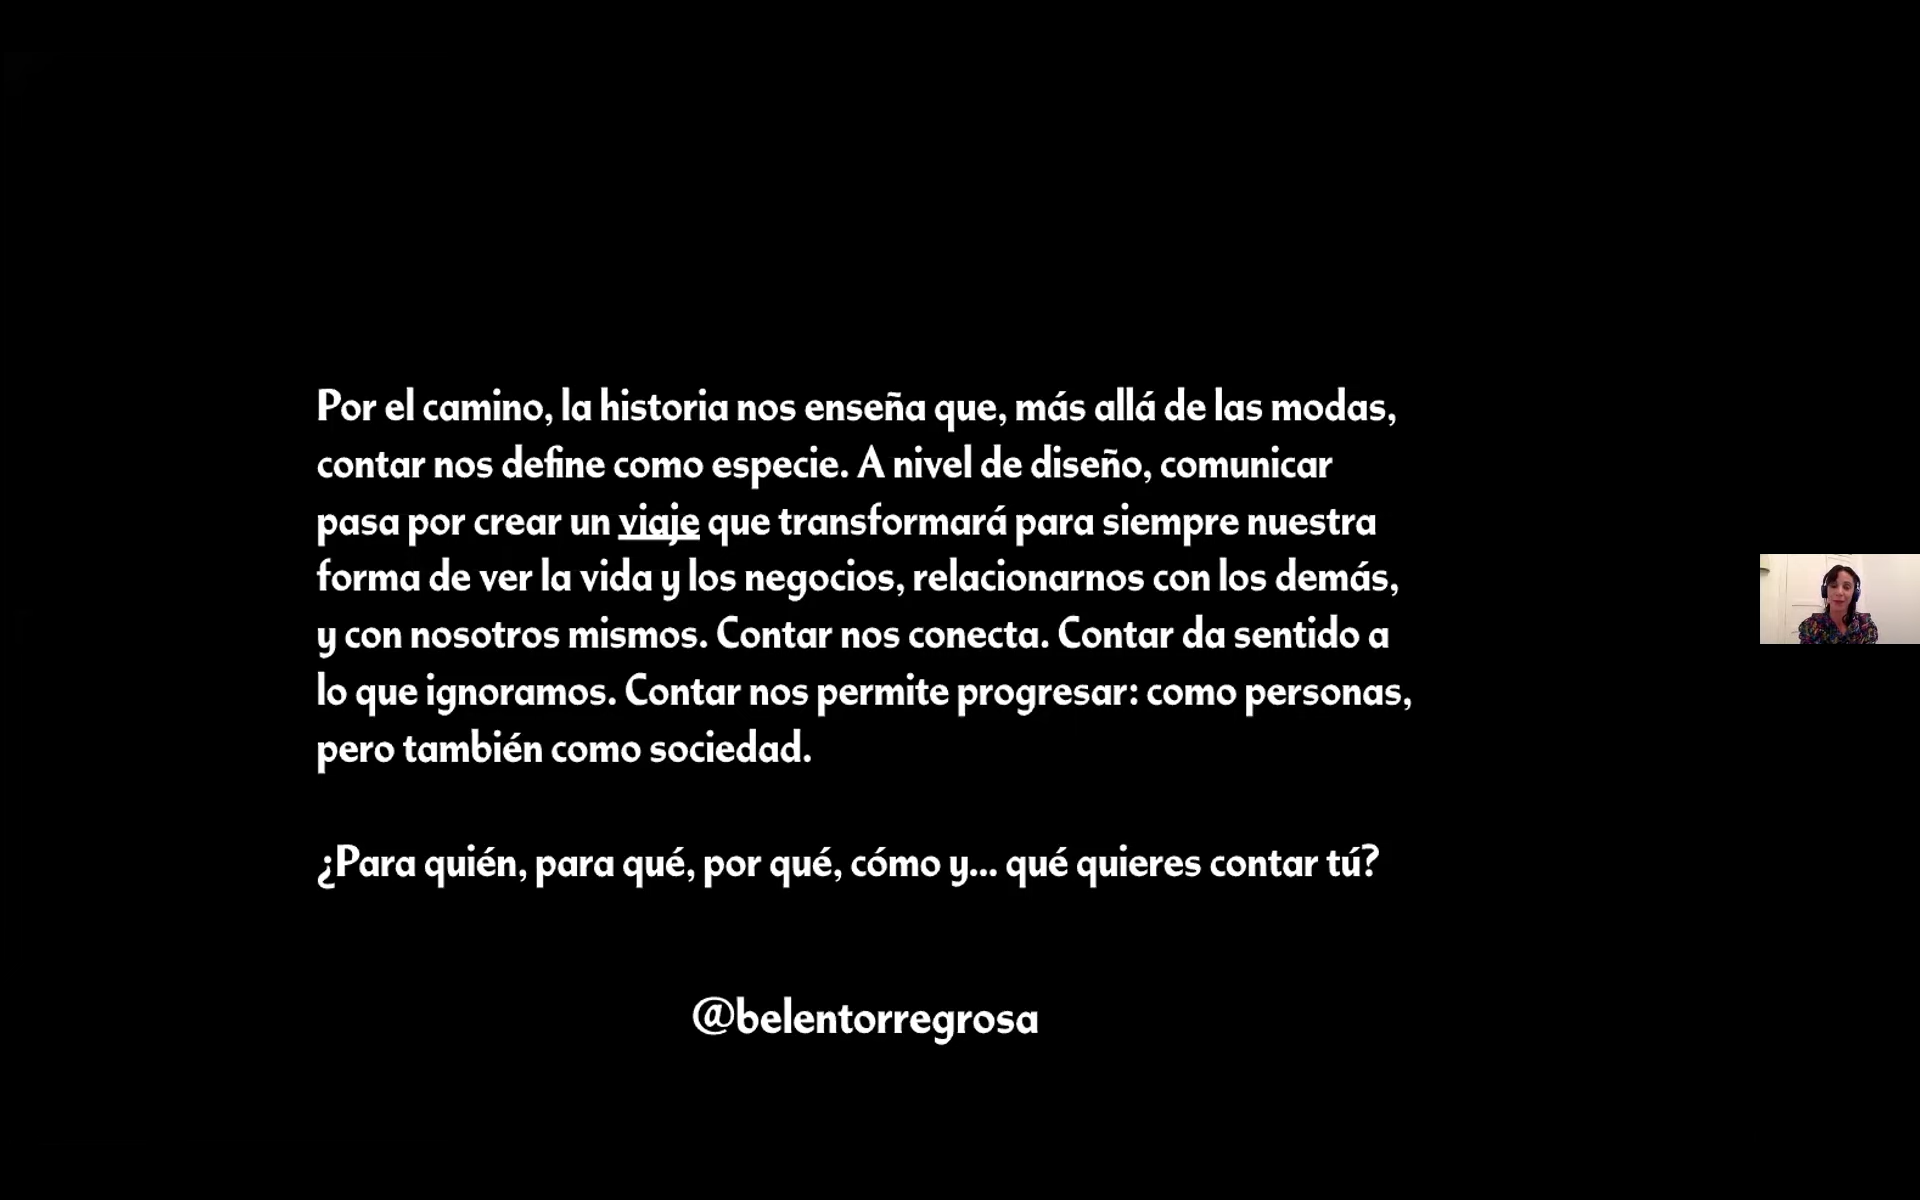 Por el camino, la historia nos enseña que, más allá de las modas,
contar nos define como especie. A nivel de diseño, comunicar
pasa por crear un viaje que transformará para siempre nuestra
forma de ver la vida y los negocios, relacionarnos con los demás,
y con nosotros mismos. Contar nos conecta. Contar da sentido a
lo que ignoramos. Contar nos permite progresar: como personas,
pero también como sociedad.
¿Para quién, para qué, por qué, cómo y... qué quieres contar tú?
@belentorregrosa